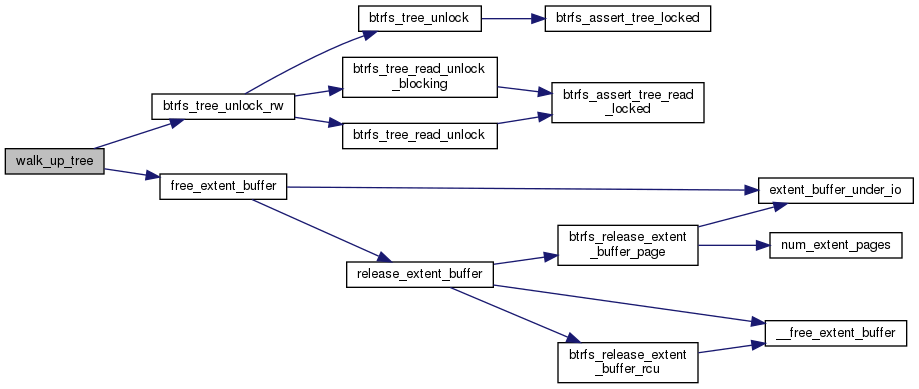 walk_up_tree
btrfs_tree_unlock_rw
free_extent_buffer
btrfs_tree_unlock
btrfs_tree_read_unlock
_blocking
btrfs_tree_read_unlock
release_extent_buffer
btrfs_assert_tree_locked
btrfs_assert_tree_read
_locked
btrfs_release_extent
_buffer_page
btrfs_release_extent
_buffer_rcu
extent_buffer_under_io
num_extent_pages
__free_extent_buffer